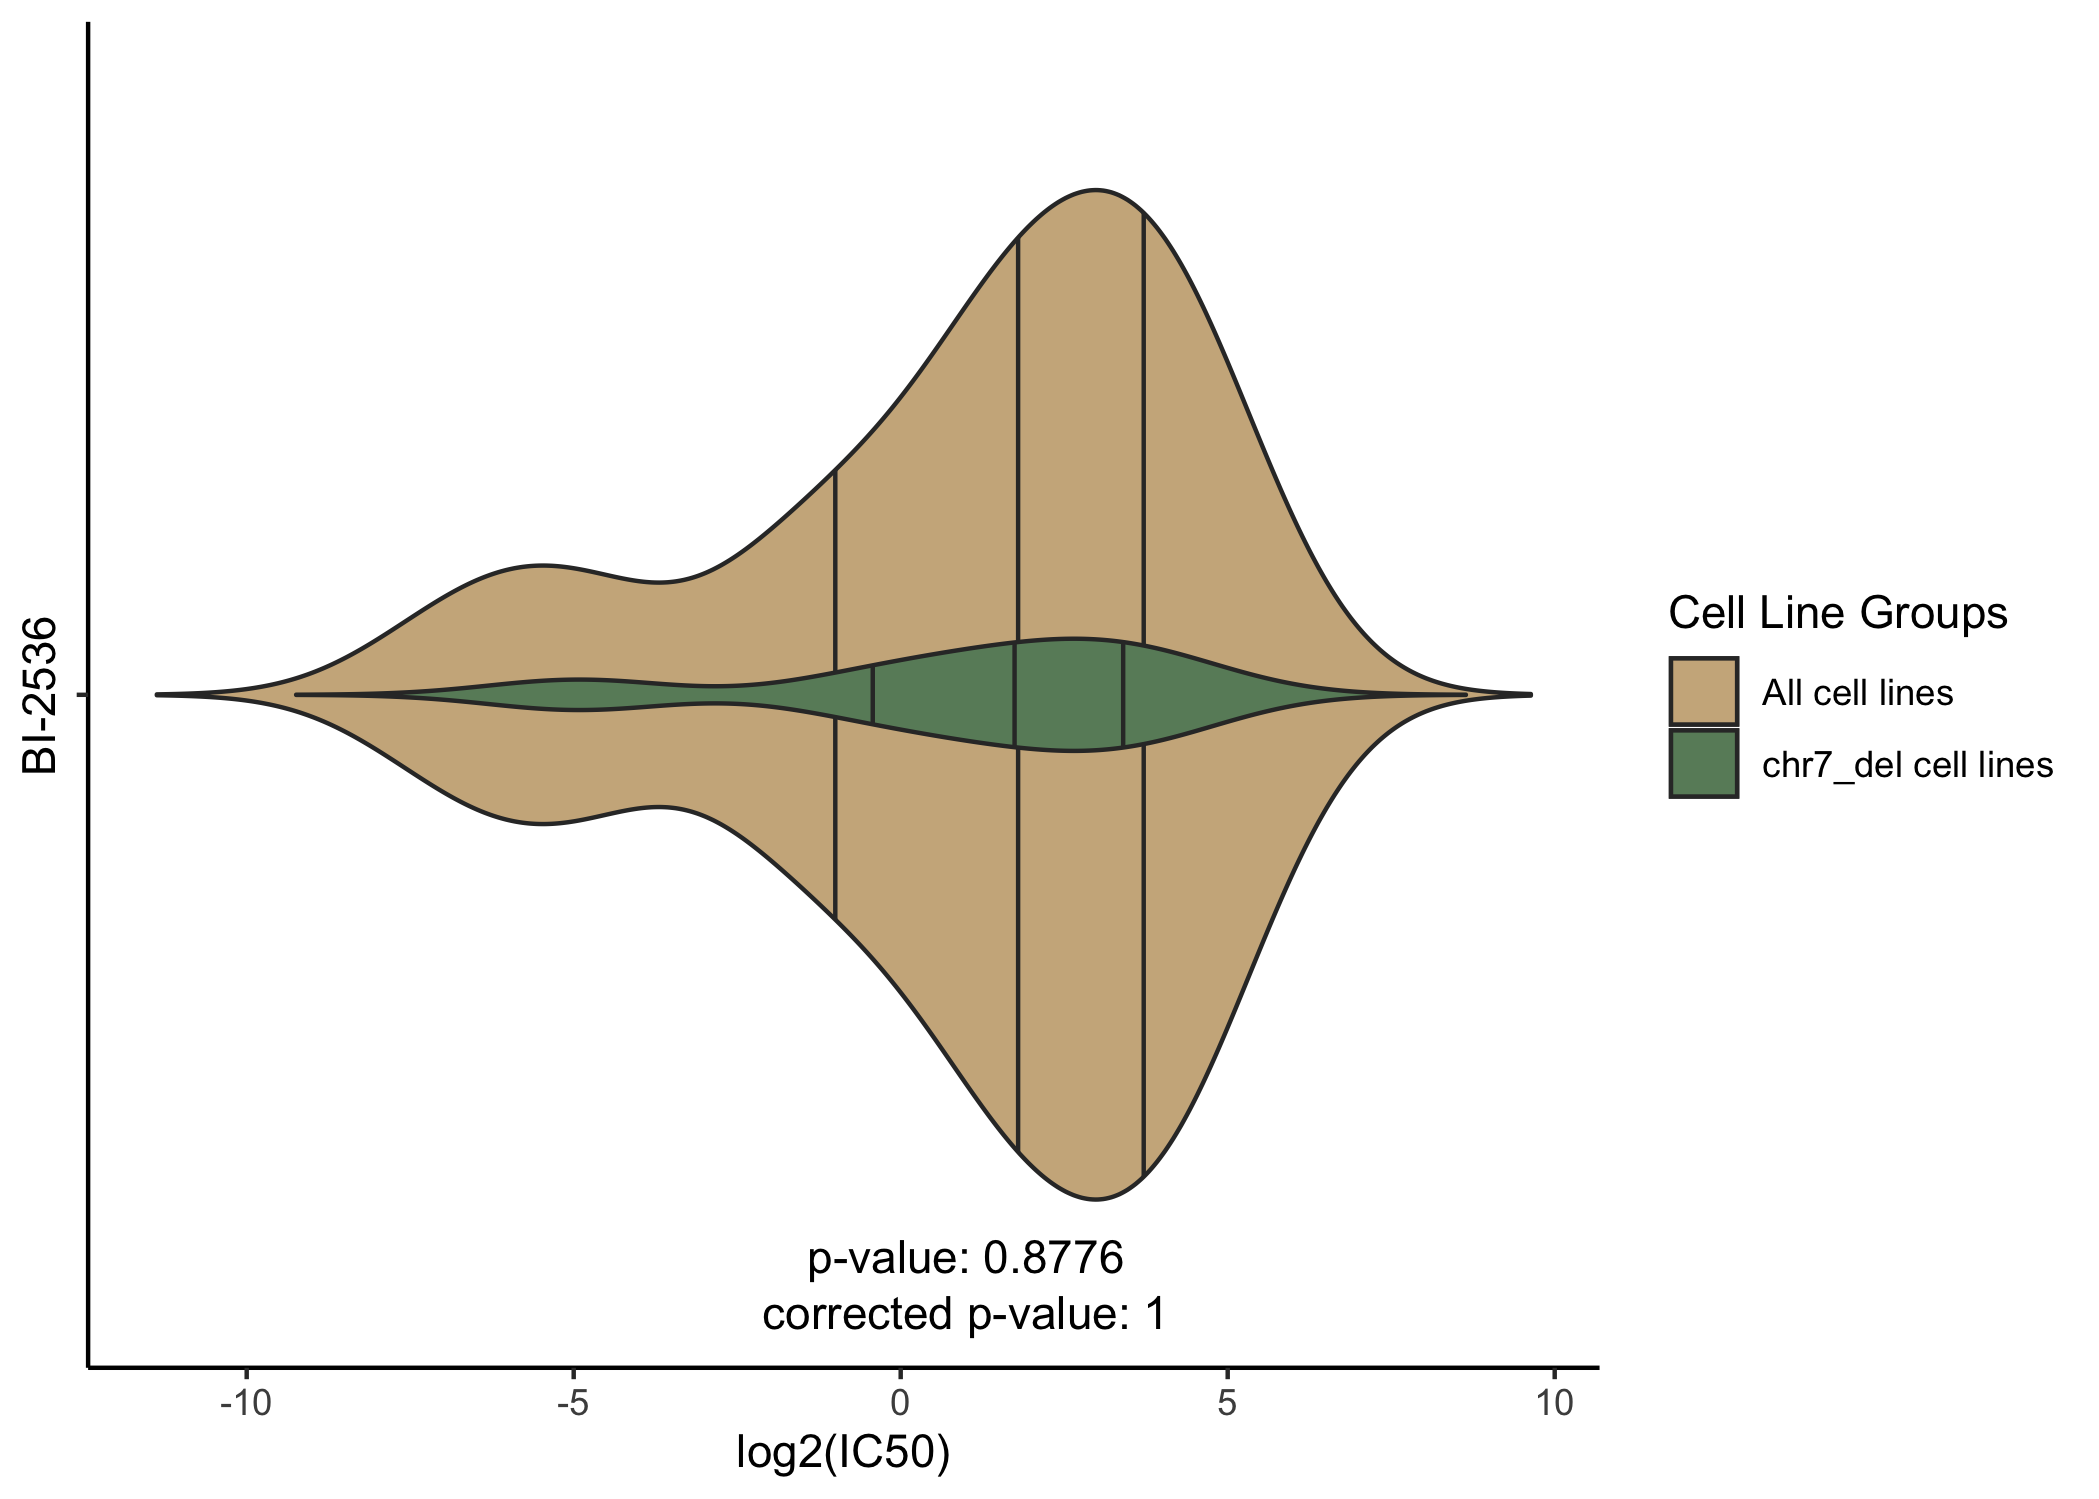 BI-2536
Cell Line Groups
All cell lines
chr7_del cell lines
p-value: 0.8776
corrected p-value: 1
-10 -5 0 5 10
log2(IC50)